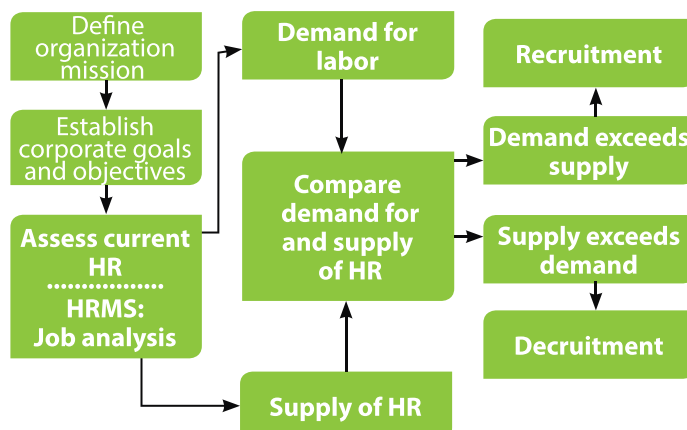 Define
organization
mission
Establish
corporate goals
and objectives
Assess current
HR
HRMS:
Job analysis
Demand for
labor
Compare
demand for
and supply
of HR
Supply of HR
Recruitment
Demand exceeds
supply
Supply exceeds
demand
Decruitment